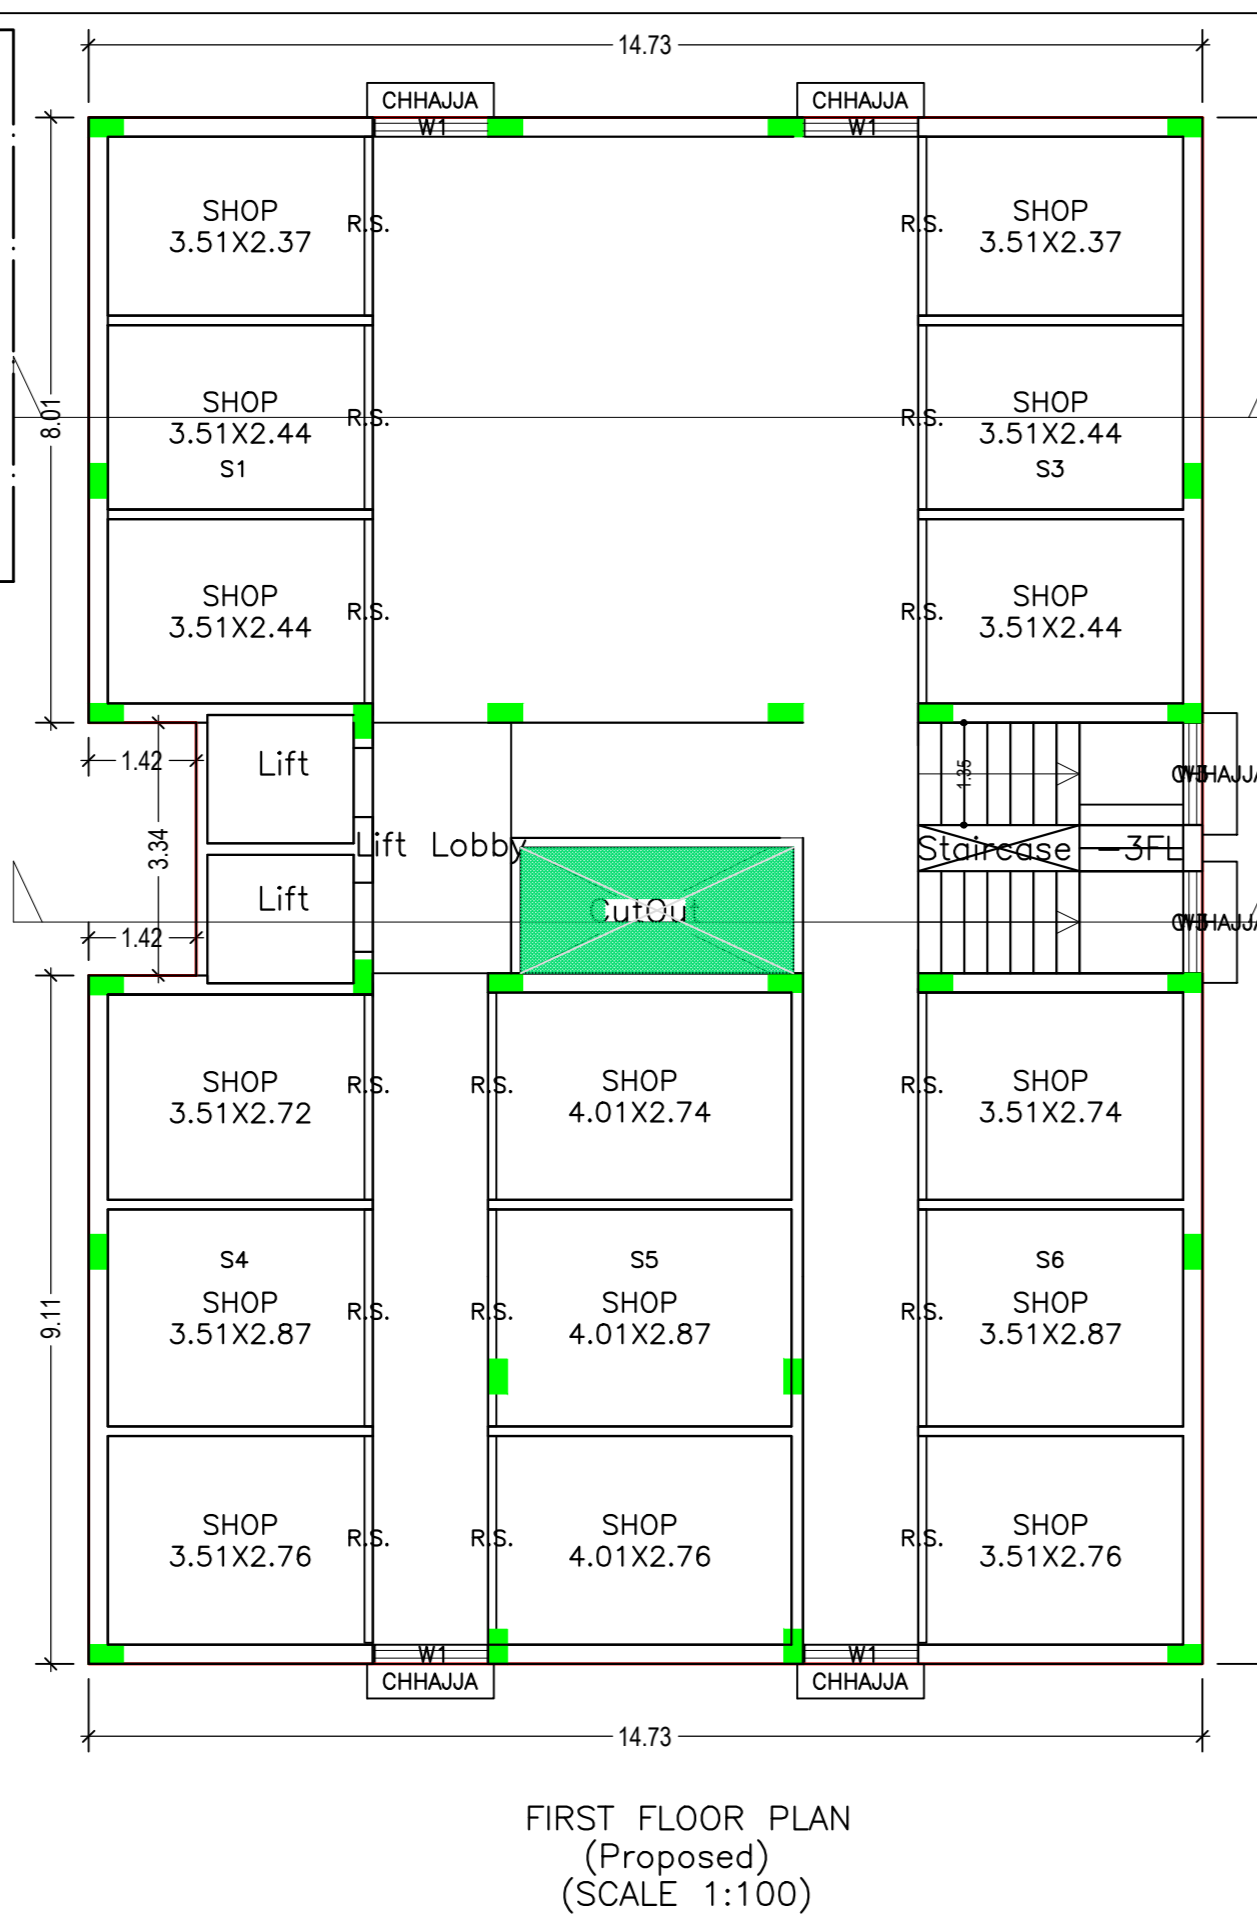 14.73
CHHAJJA
CHHAJJA
W1
W1
SHOP
3.51X2.37
R.S.
R.S.
SHOP
3.51X2.37
8.01
SHOP
3.51X2.44
S1
R.S.
R.S.
SHOP
3.51X2.44
S3
SHOP
3.51X2.44
R.S.
R.S.
SHOP
3.51X2.44
1.42
Lift
1.35
3.34
Lift Lobby
Staircase -3FL
Lift
CutOut
1.42
SHOP
3.51X2.72
R.S.
R.S.
SHOP
4.01X2.74
R.S.
SHOP
3.51X2.74
9.11
S4
SHOP
3.51X2.87
R.S.
R.S.
S5
SHOP
4.01X2.87
R.S.
S6
SHOP
3.51X2.87
SHOP
3.51X2.76
R.S.
R.S.
SHOP
4.01X2.76
R.S.
SHOP
3.51X2.76
W1
W1
CHHAJJA
CHHAJJA
14.73
FIRST FLOOR PLAN
(Proposed)
(SCALE 1:100)